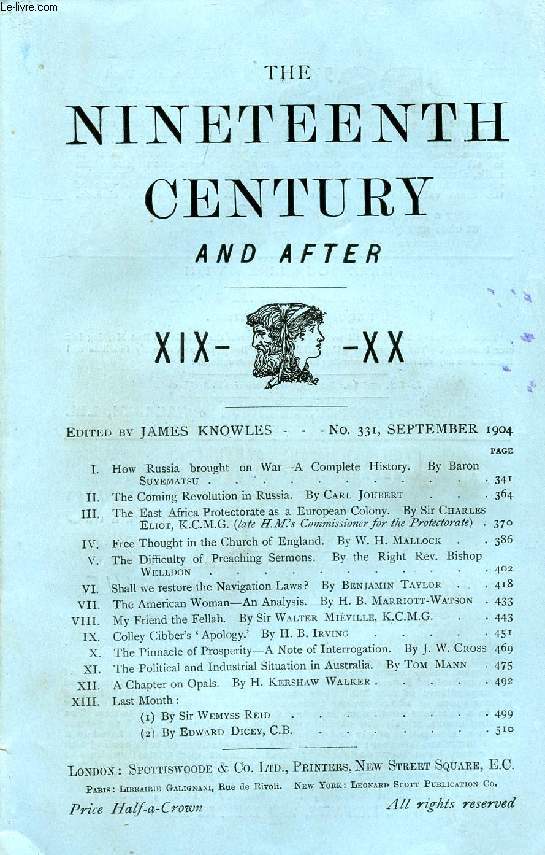 Le-livre.com
THE
NINETEENTH
CENTURY
AND AFTER
XIX- -XX
EDITED BY JAMES KNOWLES - - - No. 331, SEPTEMBER 1904
PAGE
I. How Russia brought on War—A Complete History. By Baron
SUYEMATSU . . . 341
II. The Coming Revolution in Russia. By CARL JOUBERT . . 364
III. The East Africa Protectorate as a European Colony. By Sir CHARLES
ELIOT, K.C.M.G. (late H.M.'s Commissioner for the Protectorate) . 370
IV. Free Thought in the Church of England. By W. H. MALLOCK . . 386
V. The Difficulty of Preaching Sermons. By the Right Rev. Bishop
WELLDON . . . 402
VI. Shall we restore the Navigation Laws? By BENJAMIN TAYLOR . . 418
VII. The American Woman—An Analysis. By H. B. MARRIOTT-WATSON . 433
VIII. My Friend the Fellah. By Sir WALTER MIÉVILLE, K.C.M.G. . . 443
IX. Colley Cibber's 'Apology.' By H. B. IRVING . . . 451
X. The Pinnacle of Prosperity—A Note of Interrogation. By J. W. CROSS 469
XI. The Political and Industrial Situation in Australia. By TOM MANN . 475
XII. A Chapter on Opals. By H. KERSHAW WALKER . . . 492
XIII. Last Month:
(1) By Sir WEMYSS REID . . . 499
(2) By EDWARD DICEY, C.B. . . . 510
LONDON: SPOTTISWOODE & CO. LTD., PRINTERS, NEW STREET SQUARE, E.C.
PARIS: LIBRAIRIE GALIGNANI, Rue de Rivoli. NEW YORK: LEONARD SCOTT PUBLICATION CO.
Price Half-a-Crown All rights reserved